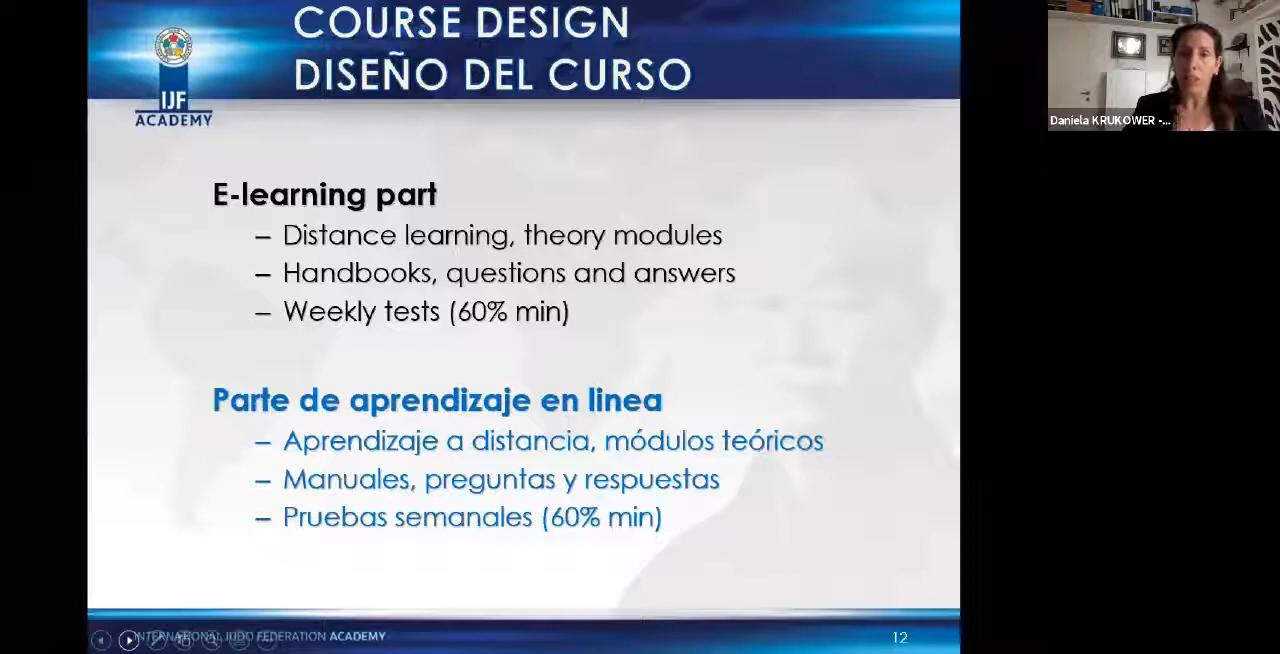 COURSE DESIGN
DISEÑO DEL CURSO
IJF
ACADEMY
Daniela KRUKOWER -...
E-learning part
– Distance learning, theory modules
– Handbooks, questions and answers
– Weekly tests (60% min)
Parte de aprendizaje en linea
– Aprendizaje a distancia, módulos teóricos
– Manuales, preguntas y respuestas
– Pruebas semanales (60% min)
INTERNATIONAL JUDO FEDERATION ACADEMY
12